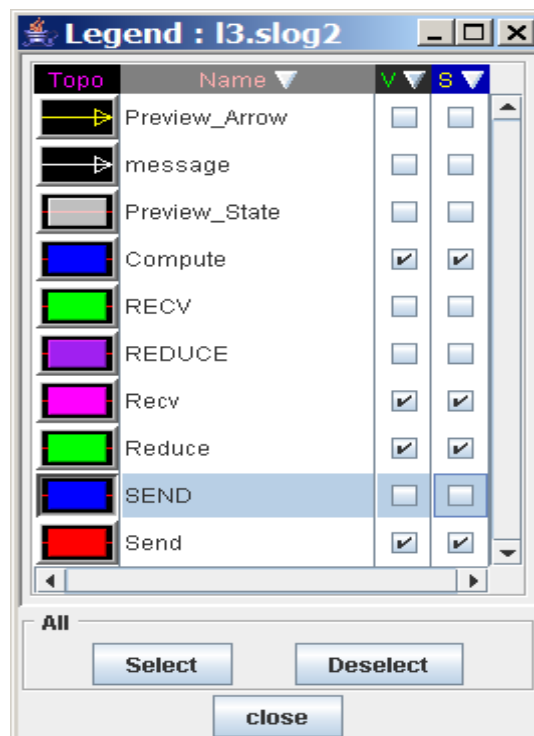 Legend : l3.slog2
Topo Name V S
Preview_Arrow
message
Preview_State
Compute
RECV
REDUCE
Recv
Reduce
SEND
Send
All
Select Deselect
close